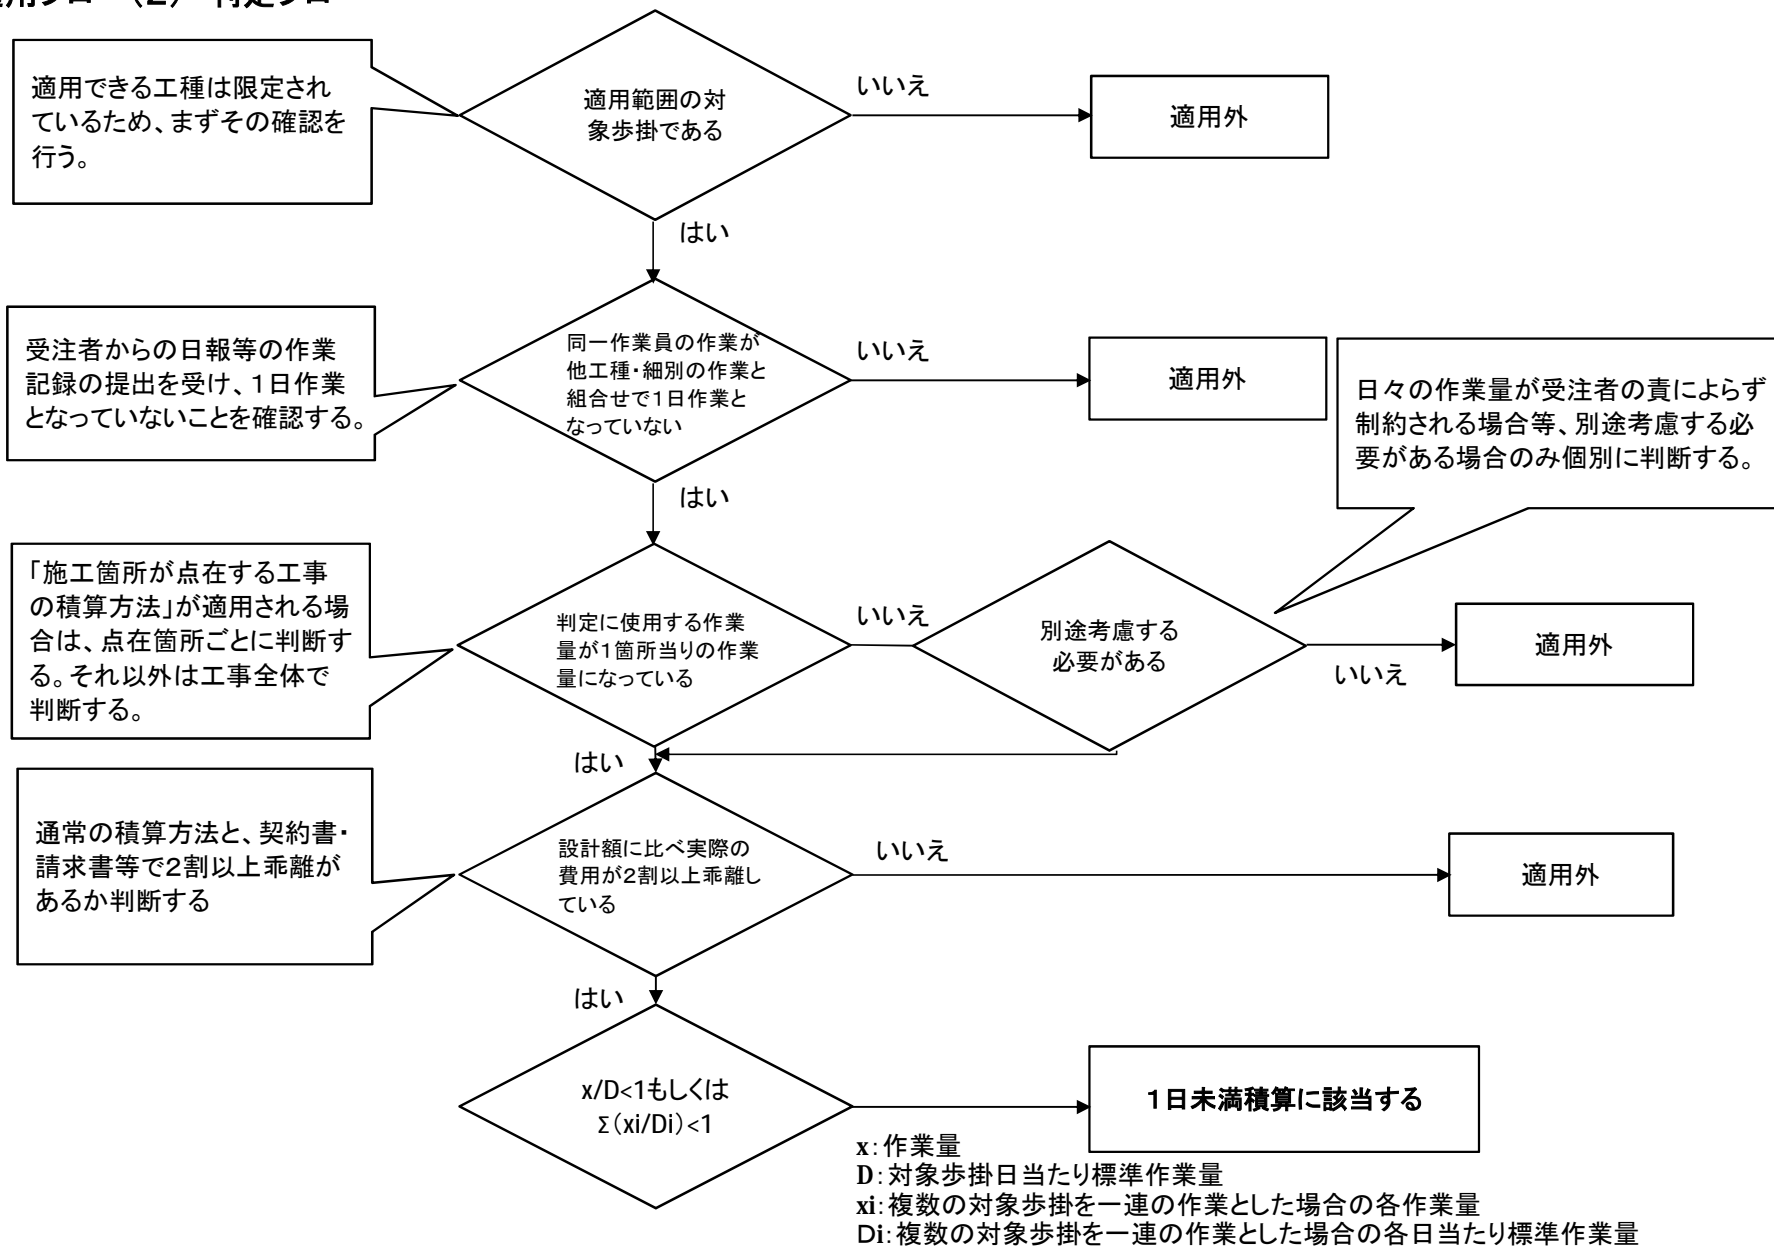 用フロー （２） 判定フロー
適用できる工種は限定され
ているため、まずその確認を
行う。
適用範囲の対
象歩掛である
いいえ
適用外
はい
受注者からの日報等の作業
記録の提出を受け、１日作業
となっていないことを確認する。
同一作業員の作業が
他工種・細別の作業と
組合せで１日作業と
なっていない
いいえ
適用外
日々の作業量が受注者の責によらず
制約される場合等、別途考慮する必
要がある場合のみ個別に判断する。
はい
「施工箇所が点在する工事
の積算方法」が適用される場
合は、点在箇所ごとに判断す
る。それ以外は工事全体で
判断する。
判定に使用する作業
量が１箇所当りの作業
量になっている
いいえ
別途考慮する
必要がある
いいえ
適用外
はい
通常の積算方法と、契約書・
請求書等で２割以上乖離が
あるか判断する
設計額に比べ実際の
費用が２割以上乖離し
ている
いいえ
適用外
はい
x/D<1もしくは
Σ（xi/Di）<1
１日未満積算に該当する
x：作業量
D：対象歩掛日当たり標準作業量
xi：複数の対象歩掛を一連の作業とした場合の各作業量
Di：複数の対象歩掛を一連の作業とした場合の各日当たり標準作業量